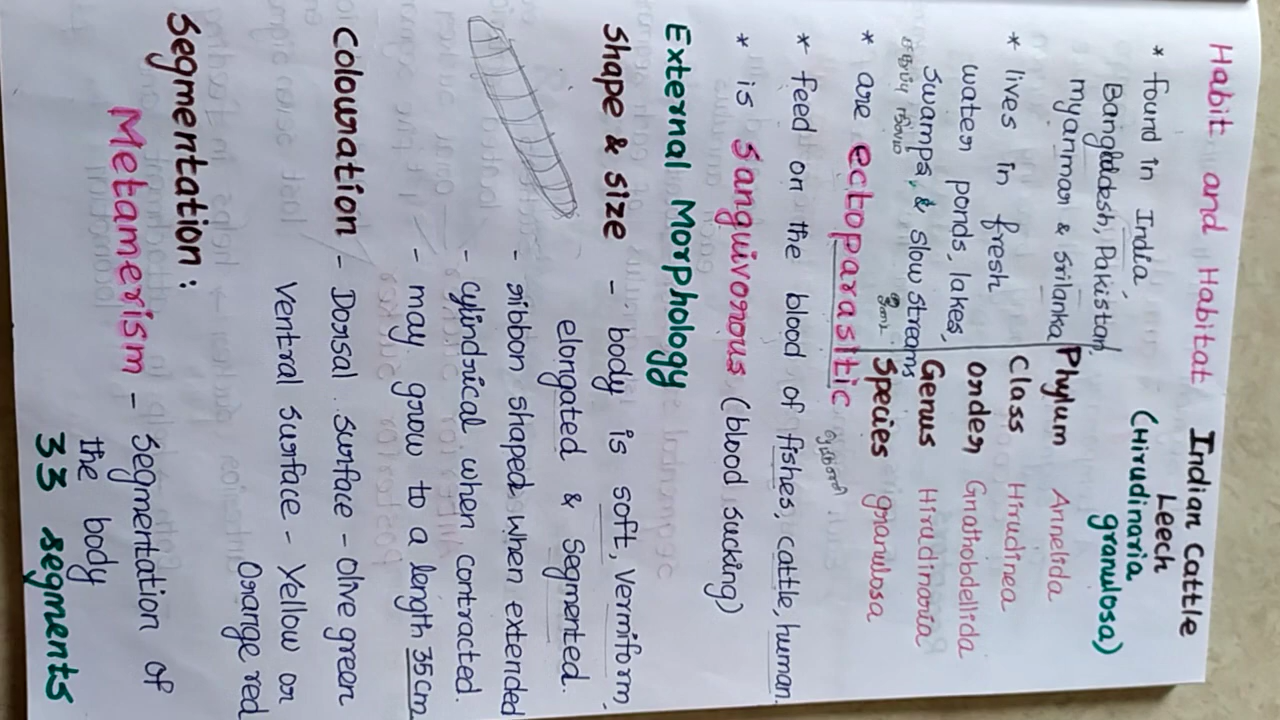 Habit and Habitat
Indian Cattle
Leech
(Hirudinaria
granulosa)
* found in India,
Bangladesh, Pakistan,
myanmar & srilanka
* lives in fresh
water ponds, lakes,
swamps, & slow streams
Phylum Annelida
Class Hirudinea
Order Gnathobdellida
Genus Hirudinaria
Species granulosa
* are ectoparasitic
* feed on the blood of fishes, cattle, human.
* is Sanguivorous (blood sucking)
External Morphology
Shape & size - body is soft, vermiform,
elongated & segmented.
- ribbon shaped when extended
- cylindrical when contracted.
- may grow to a length 35cm
Colouration - Dorsal surface - Olive green
Ventral surface - Yellow or
Orange red
Segmentation :
Metamerism - Segmentation of
the body
33 segments